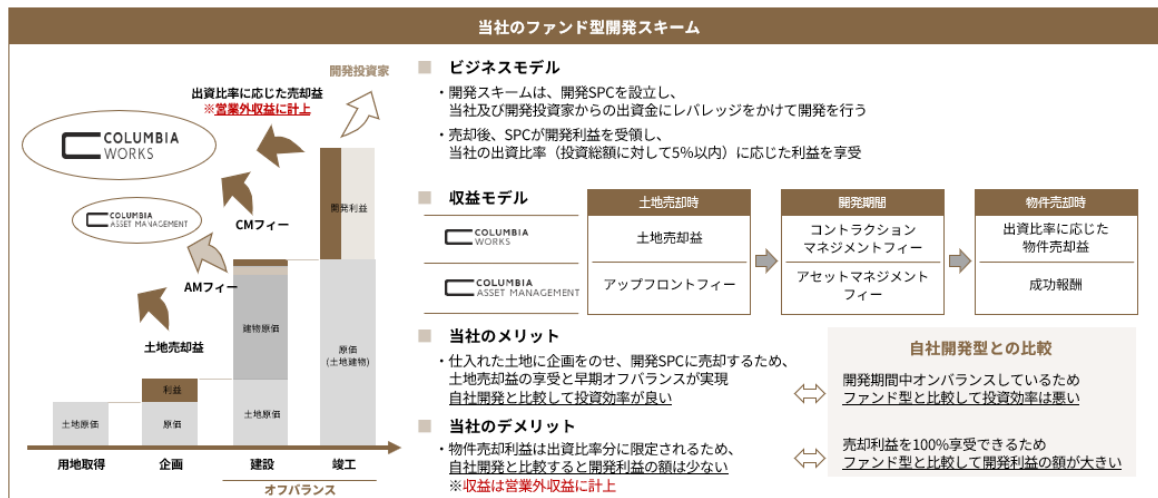 当社のファンド型開発スキーム
開発投資家
出資比率に応じた売却益
※営業外収益に計上
COLUMBIA
WORKS
COLUMBIA
ASSET MANAGEMENT
CMフィー
AMフィー
土地売却益
開発利益
建物原価
原価
(土地建物)
利益
土地原価
原価
土地原価
用地取得
企画
建設
竣工
オフバランス
ビジネスモデル
・開発スキームは、開発SPCを設立し、
当社及び開発投資家からの出資金にレバレッジをかけて開発を行う
・売却後、SPCが開発利益を受領し、
当社の出資比率（投資総額に対して5%以内）に応じた利益を享受
収益モデル
土地売却時
開発期間
物件売却時
COLUMBIA
WORKS
土地売却益
コントラクション
マネジメントフィー
出資比率に応じた
物件売却益
COLUMBIA
ASSET MANAGEMENT
アップフロントフィー
アセットマネジメント
フィー
成功報酬
当社のメリット
・仕入れた土地に企画をのせ、開発SPCに売却するため、
土地売却益の享受と早期オフバランスが実現
自社開発と比較して投資効率が良い
当社のデメリット
・物件売却利益は出資比率分に限定されるため、
自社開発と比較すると開発利益の額は少ない
※収益は営業外収益に計上
自社開発型との比較
開発期間中オンバランスしているため
ファンド型と比較して投資効率は悪い
売却利益を100%享受できるため
ファンド型と比較して開発利益の額が大きい